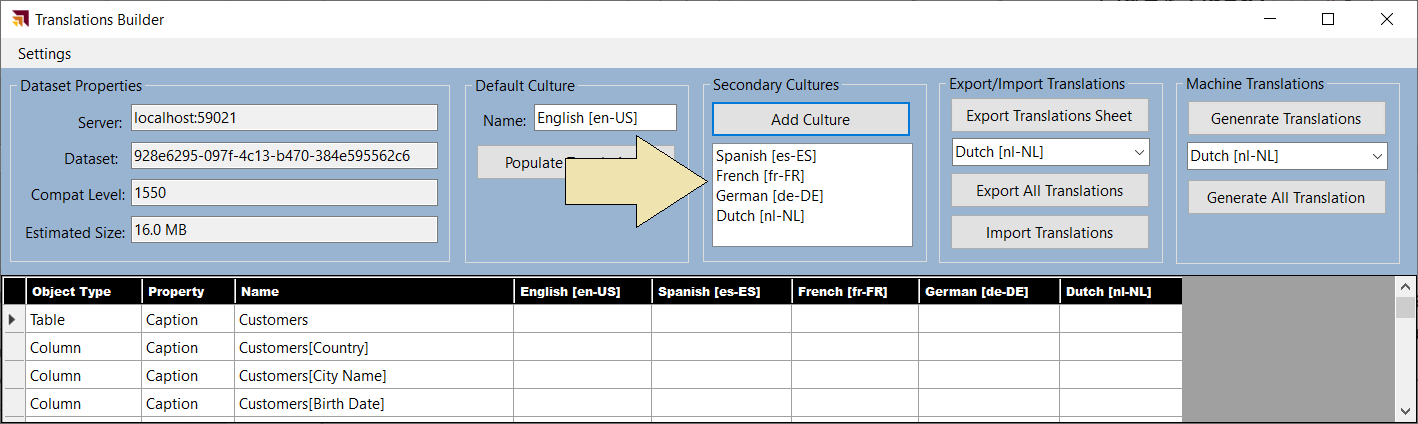 Translations Builder
Settings
Dataset Properties
Server: localhost:59021
Dataset: 928e6295-097f-4c13-b470-384e595562c6
Compat Level: 1550
Estimated Size: 16.0 MB
Default Culture
Name: English [en-US]
Populate
Secondary Cultures
Add Culture
Spanish [es-ES]
French [fr-FR]
German [de-DE]
Dutch [nl-NL]
Export/Import Translations
Export Translations Sheet
Dutch [nl-NL]
Export All Translations
Import Translations
Machine Translations
Genenrate Translations
Dutch [nl-NL]
Generate All Translation
Object Type Property Name English [en-US] Spanish [es-ES] French [fr-FR] German [de-DE] Dutch [nl-NL]
Table Caption Customers
Column Caption Customers[Country]
Column Caption Customers[City Name]
Column Caption Customers[Birth Date]